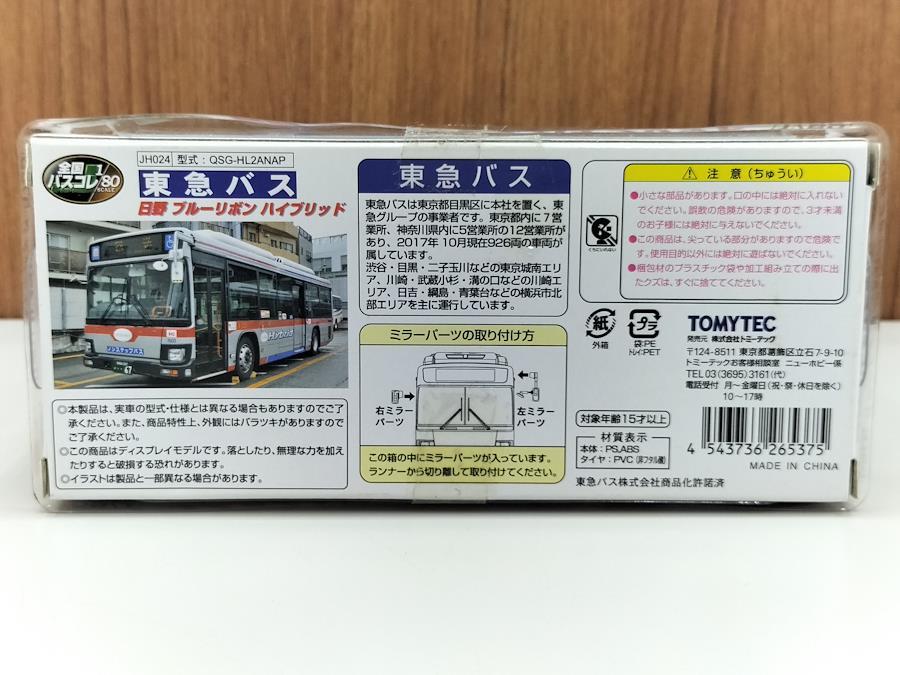 全国
バスコレ
1/80
SCALE
JH024 型式：QSG-HL2ANAP
東急バス
日野 ブルーリボン ハイブリッド
ノンステップバス
67
◎本製品は、実車の型式・仕様とは異なる場合もありますのでご
了承ください。また、商品特性上、外観にはバラツキがありますので
ご了承ください。
◎この商品はディスプレイモデルです。落としたり、無理な力を加え
たりすると破損する恐れがあります。
◎イラストは製品と一部異なる場合があります。
東急バス
東急バスは東京都目黒区に本社を置く、東
急グループの事業者です。東京都内に7営
業所、神奈川県内に5営業所の12営業所が
あり、2017年10月現在926両の車両が
属しています。
渋谷・目黒・二子玉川などの東京城南エリ
ア、川崎・武蔵小杉・溝の口などの川崎エ
リア、日吉・綱島・青葉台などの横浜市北
部エリアを主に運行しています。
ミラーパーツの取り付け方
右ミラー
パーツ
左ミラー
パーツ
この箱の中にミラーパーツが入っています。
ランナーから切り離して取り付けてください。
注意（ちゅうい）
くちにいれない
●小さな部品があります。口の中には絶対に入れない
でください。誤飲の危険がありますので、3才未満
のお子様には絶対に与えないでください。
●この商品は、尖っている部分がありますので危険で
す。使用目的以外には絶対に遊ばないでください。
●梱包材のプラスチック袋や加工組み立ての際に出
たクズは、すぐに捨ててください。
紙
外箱
プラ
袋:PE
トレイ:PET
TOMYTEC
発売元 株式会社トミーテック
〒124-8511 東京都葛飾区立石7-9-10
トミーテックお客様相談室 ニューホビー係
TEL 03(3695)3161(代)
電話受付 月～金曜日(祝・祭・休日を除く)
10～17時
対象年齢15才以上
材質表示
本体：PS,ABS
タイヤ：PVC (非フタル酸)
東急バス株式会社商品化許諾済
4 543736 265375
MADE IN CHINA